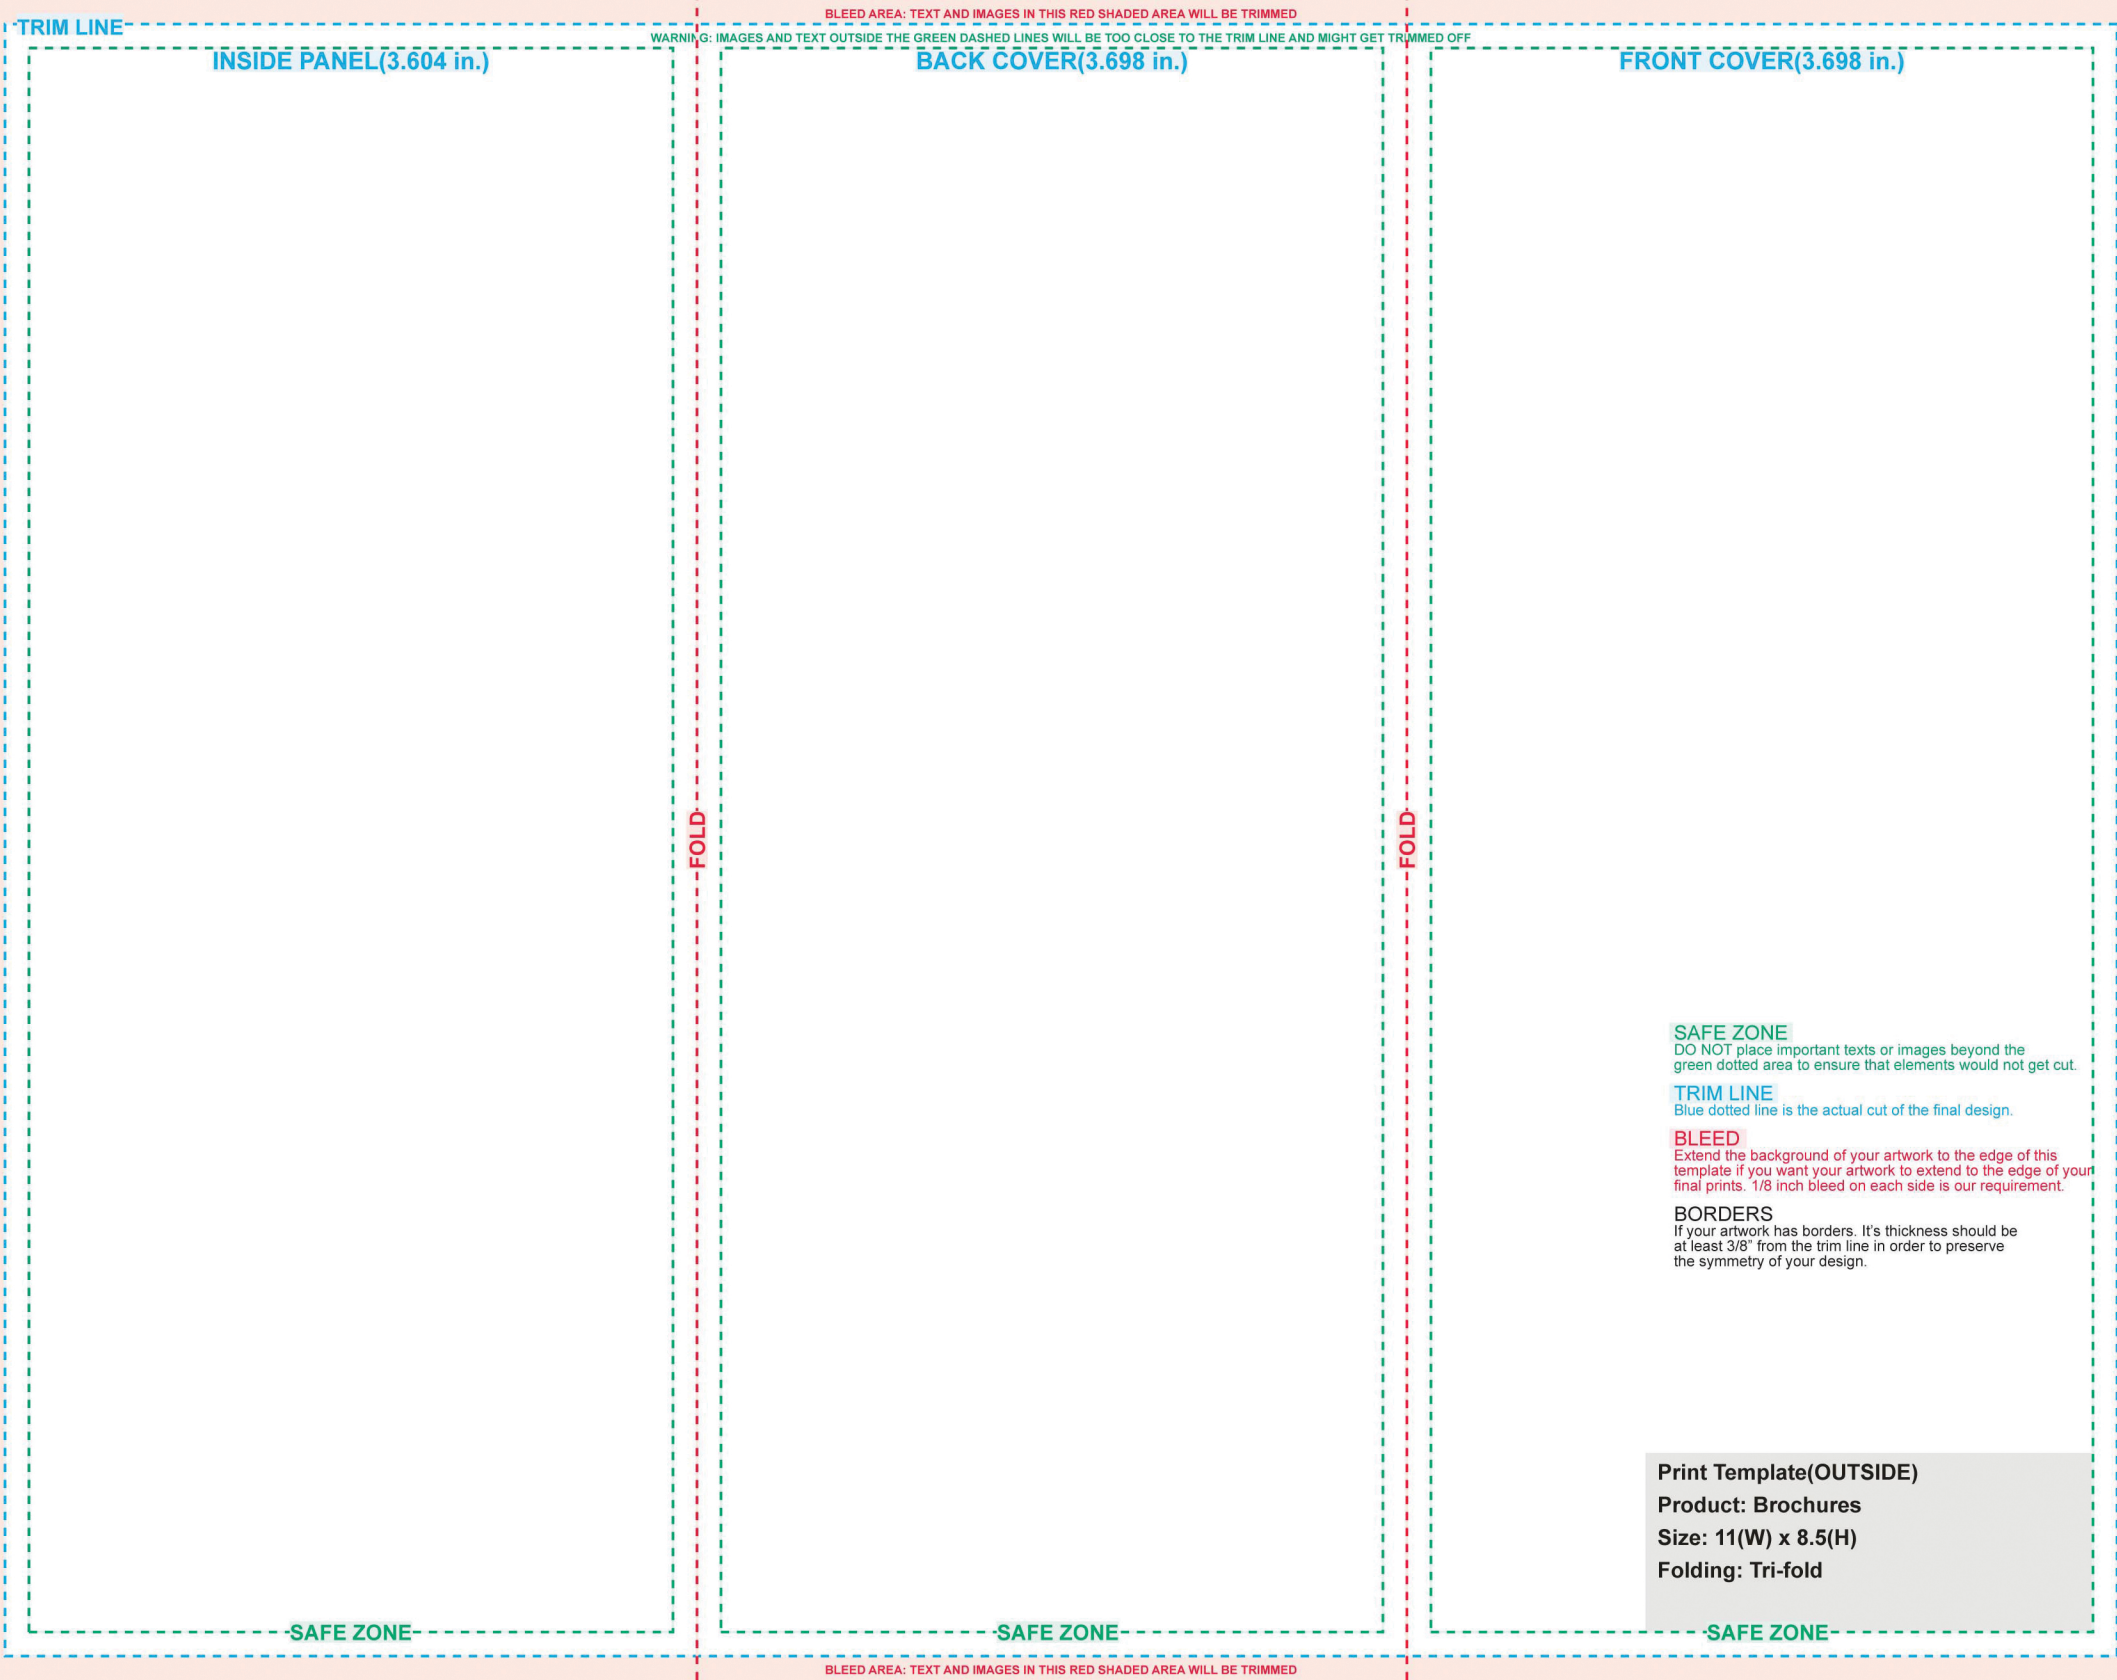 BLEED AREA: TEXT AND IMAGES IN THIS RED SHADED AREA WILL BE TRIMMED
TRIM LINE
WARNING: IMAGES AND TEXT OUTSIDE THE GREEN DASHED LINES WILL BE TOO CLOSE TO THE TRIM LINE AND MIGHT GET TRIMMED OFF
INSIDE PANEL(3.604 in.)
BACK COVER(3.698 in.)
FRONT COVER(3.698 in.)
FOLD
FOLD
SAFE ZONE
DO NOT place important texts or images beyond the
green dotted area to ensure that elements would not get cut.
TRIM LINE
Blue dotted line is the actual cut of the final design.
BLEED
Extend the background of your artwork to the edge of this
template if you want your artwork to extend to the edge of your
final prints. 1/8 inch bleed on each side is our requirement.
BORDERS
If your artwork has borders. It's thickness should be
at least 3/8" from the trim line in order to preserve
the symmetry of your design.
Print Template(OUTSIDE)
Product: Brochures
Size: 11(W) x 8.5(H)
Folding: Tri-fold
SAFE ZONE
SAFE ZONE
SAFE ZONE
BLEED AREA: TEXT AND IMAGES IN THIS RED SHADED AREA WILL BE TRIMMED